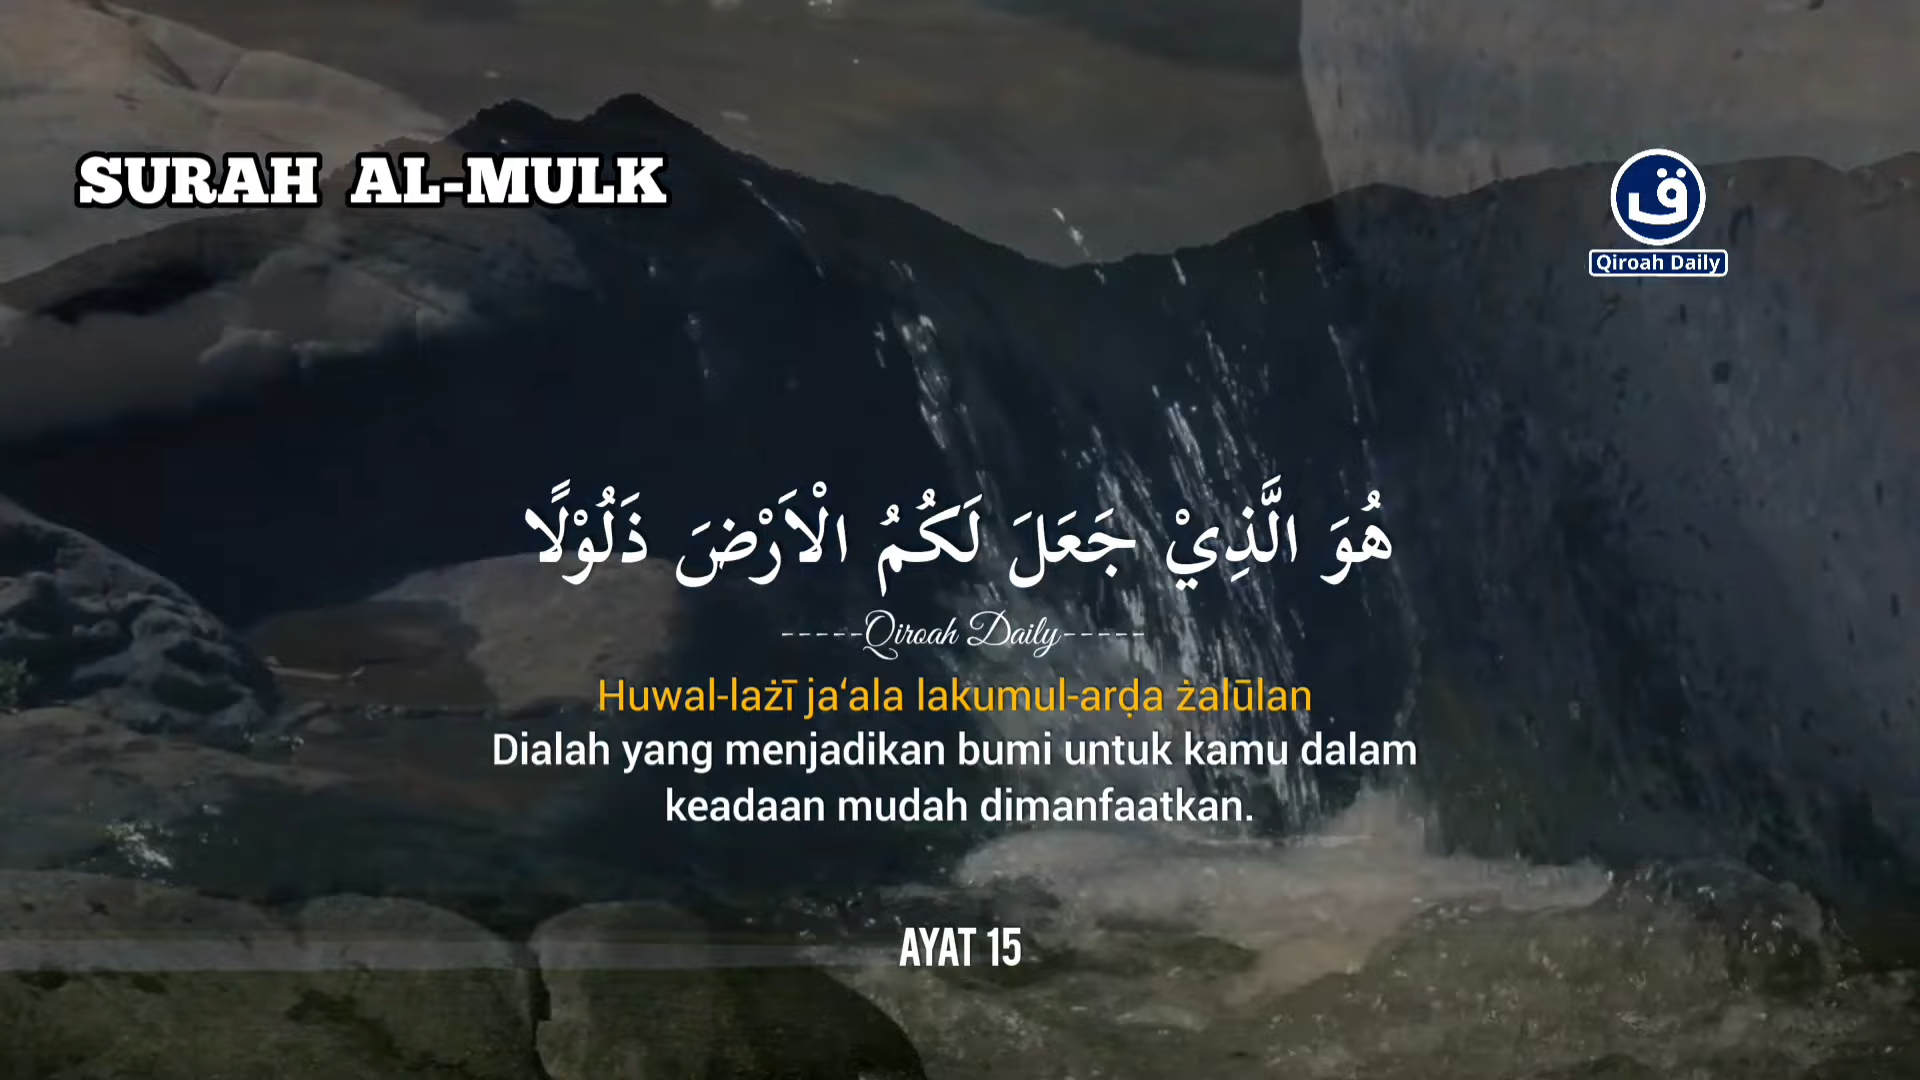 SURAH AL-MULK
ق
Qiroah Daily
هُوَ الَّذِيْ جَعَلَ لَكُمُ الْاَرْضَ ذَلُوْلًا
-----Qiroah Daily-----
Huwal-lażī ja‘ala lakumul-arḍa żalūlan
Dialah yang menjadikan bumi untuk kamu dalam
keadaan mudah dimanfaatkan.
AYAT 15